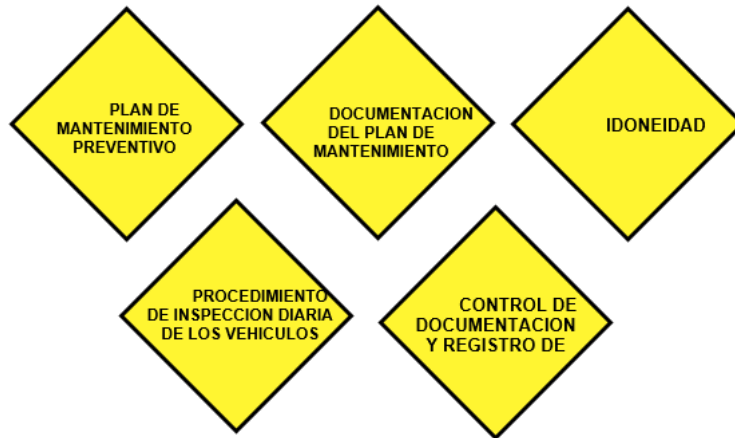 PLAN DE
MANTENIMIENTO
PREVENTIVO
DOCUMENTACION
DEL PLAN DE
MANTENIMIENTO
IDONEIDAD
PROCEDIMIENTO
DE INSPECCION DIARIA
DE LOS VEHICULOS
CONTROL DE
DOCUMENTACION
Y REGISTRO DE